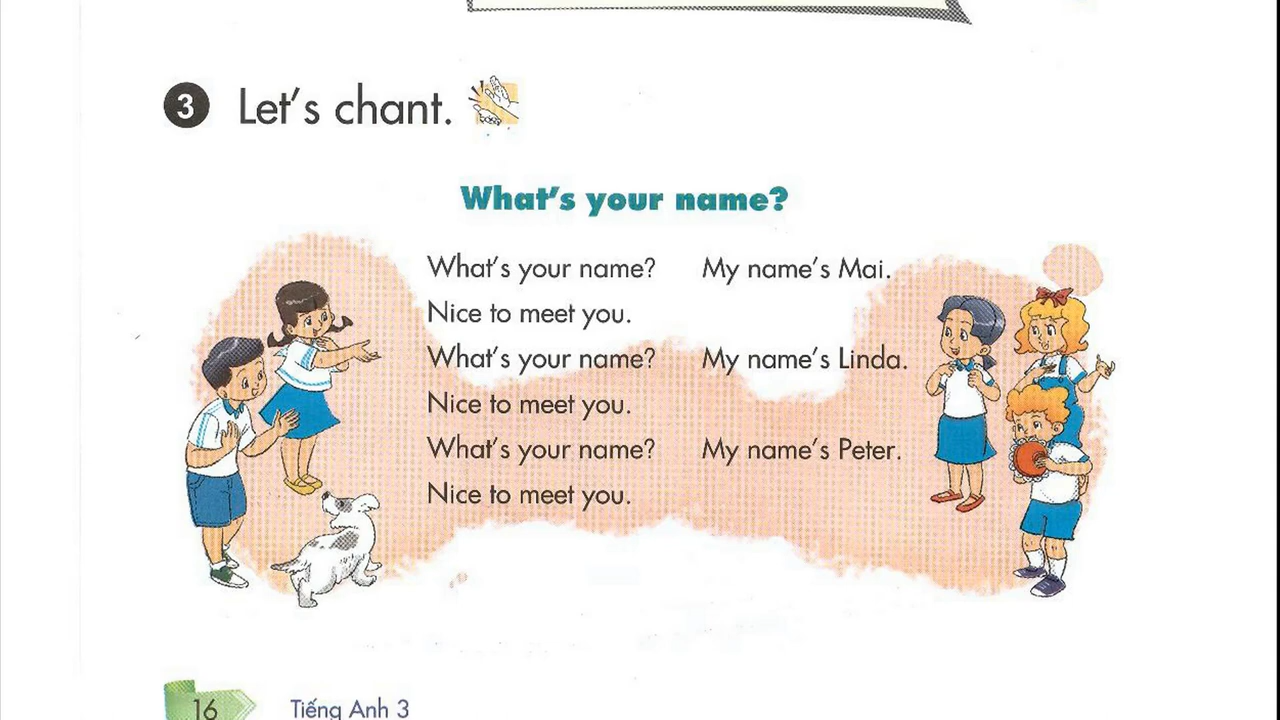 3 Let's chant.
What's your name?
What's your name? My name's Mai.
Nice to meet you.
What's your name? My name's Linda.
Nice to meet you.
What's your name? My name's Peter.
Nice to meet you.
16 Tiếng Anh 3